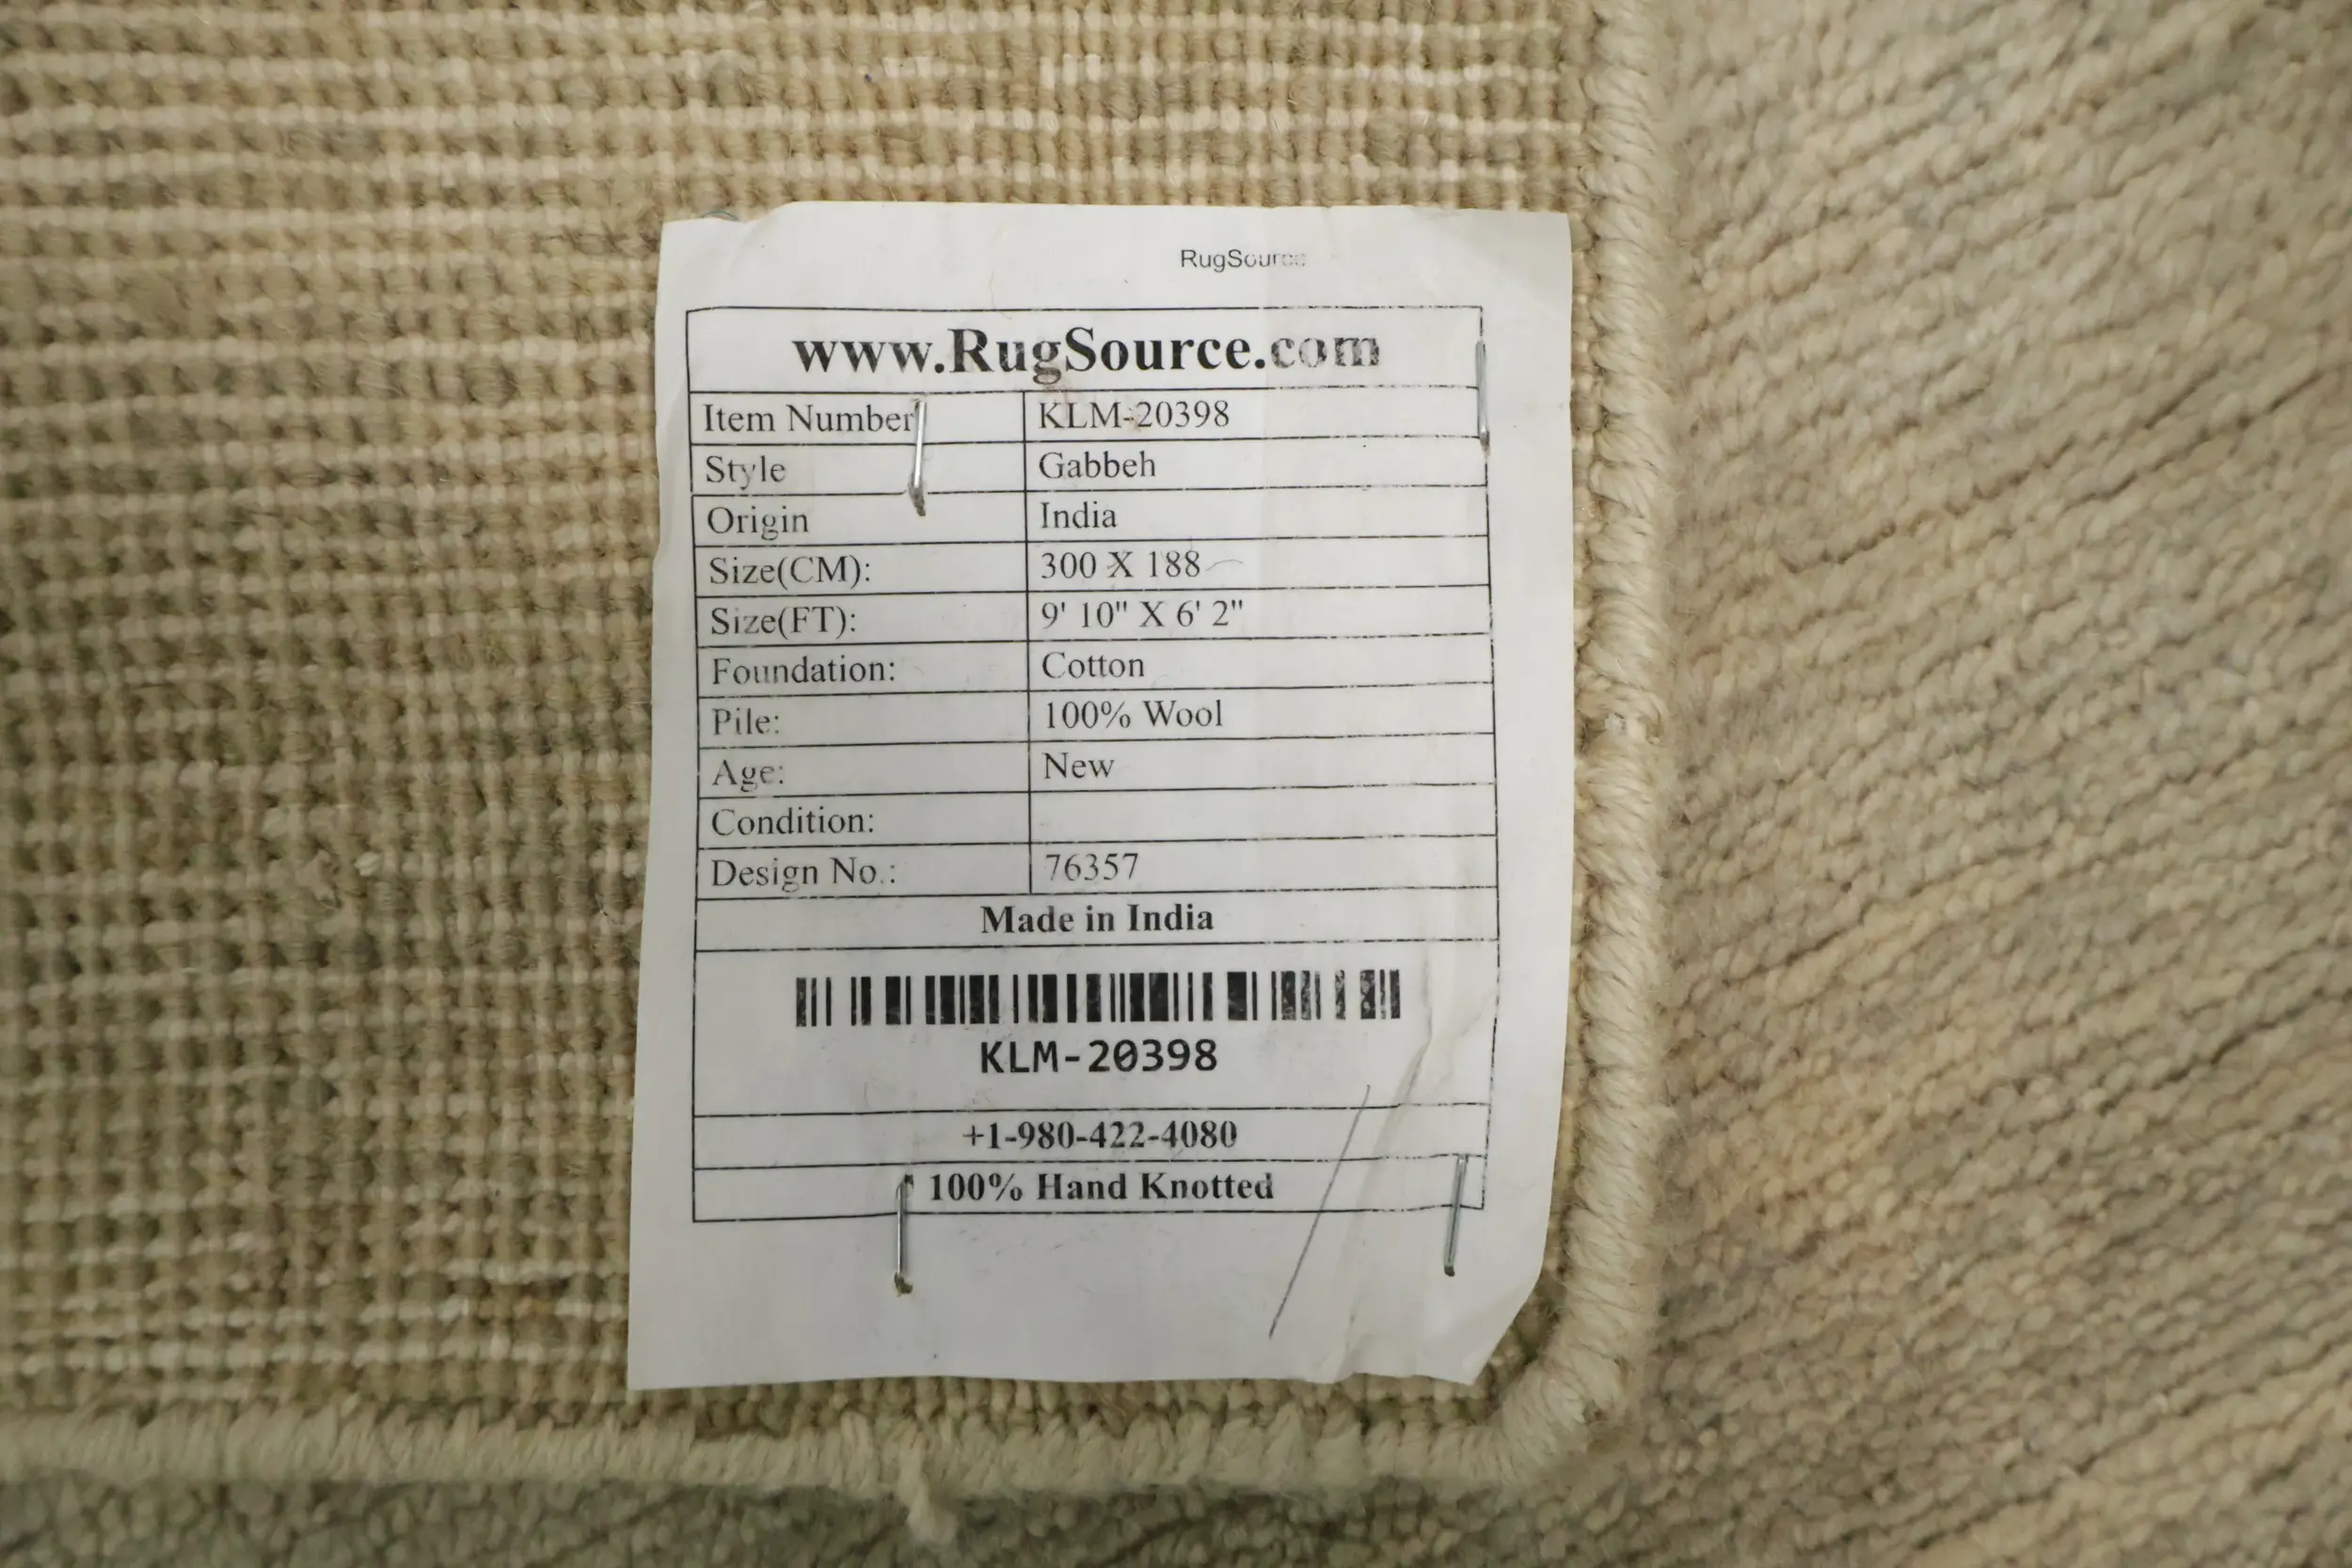 RugSource
www.RugSource.com
Item Number KLM-20398
Style Gabbeh
Origin India
Size(CM): 300 X 188
Size(FT): 9' 10" X 6' 2"
Foundation: Cotton
Pile: 100% Wool
Age: New
Condition:
Design No.: 76357
Made in India
KLM-20398
+1-980-422-4080
100% Hand Knotted